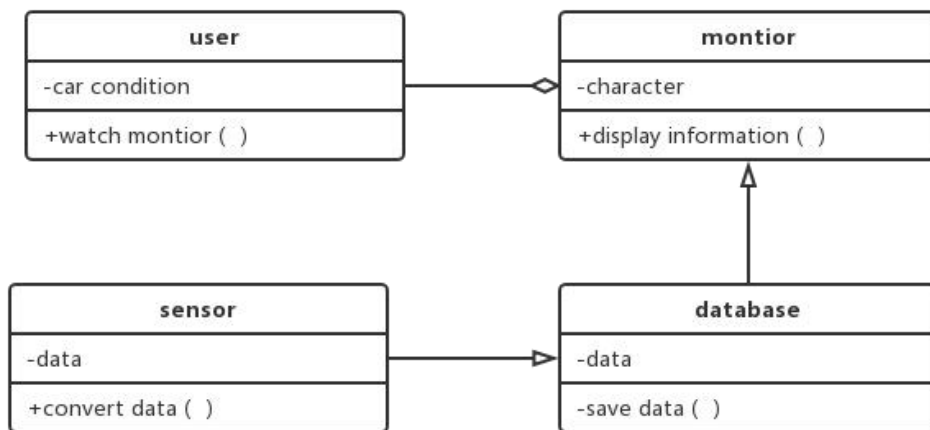 user
-car condition
+watch montior ( )
montior
-character
+display information ( )
sensor
-data
+convert data ( )
database
-data
-save data ( )